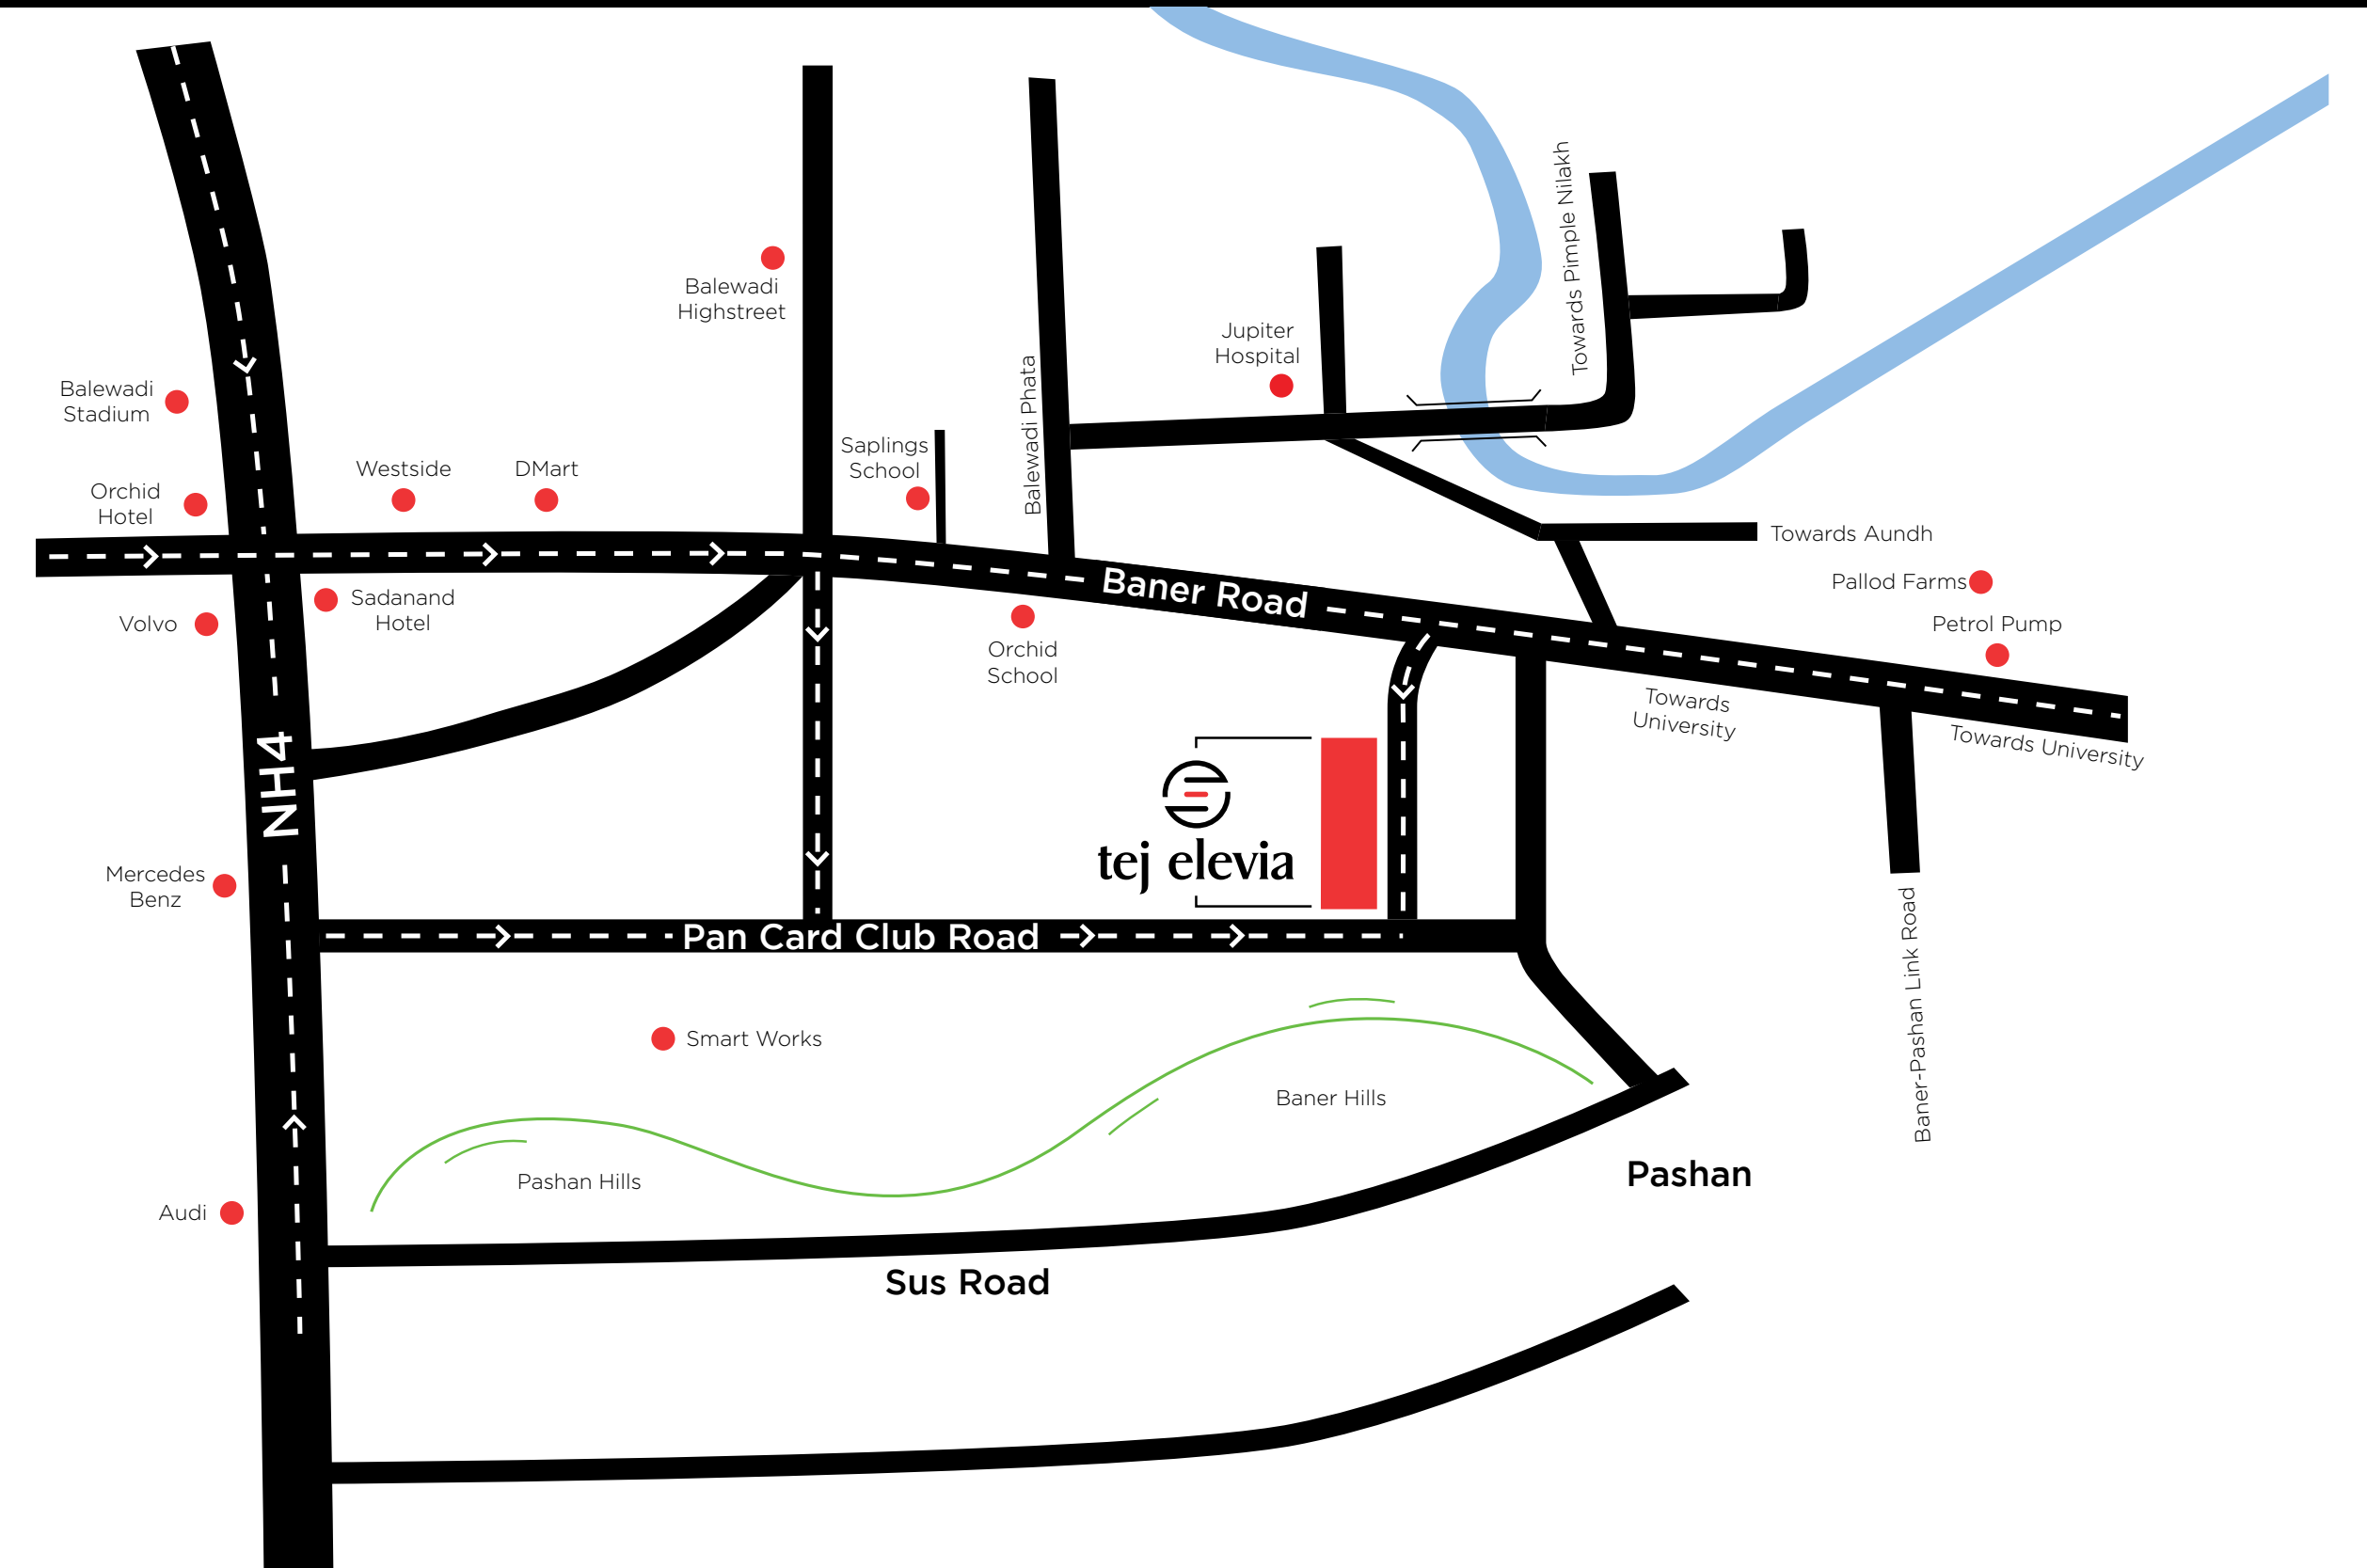 Towards Pimple Nilakh
Balewadi
Highstreet
Jupiter
Hospital
Balewadi Phata
Balewadi
Stadium
Saplings
School
Westside
DMart
Orchid
Hotel
Towards Aundh
Pallod Farms
Baner Road
Sadanand
Hotel
Volvo
Petrol Pump
Orchid
School
Towards
University
Towards University
NH4
tej elevia
Mercedes
Benz
Pan Card Club Road
Baner-Pashan Link Road
Smart Works
Baner Hills
Pashan Hills
Pashan
Audi
Sus Road